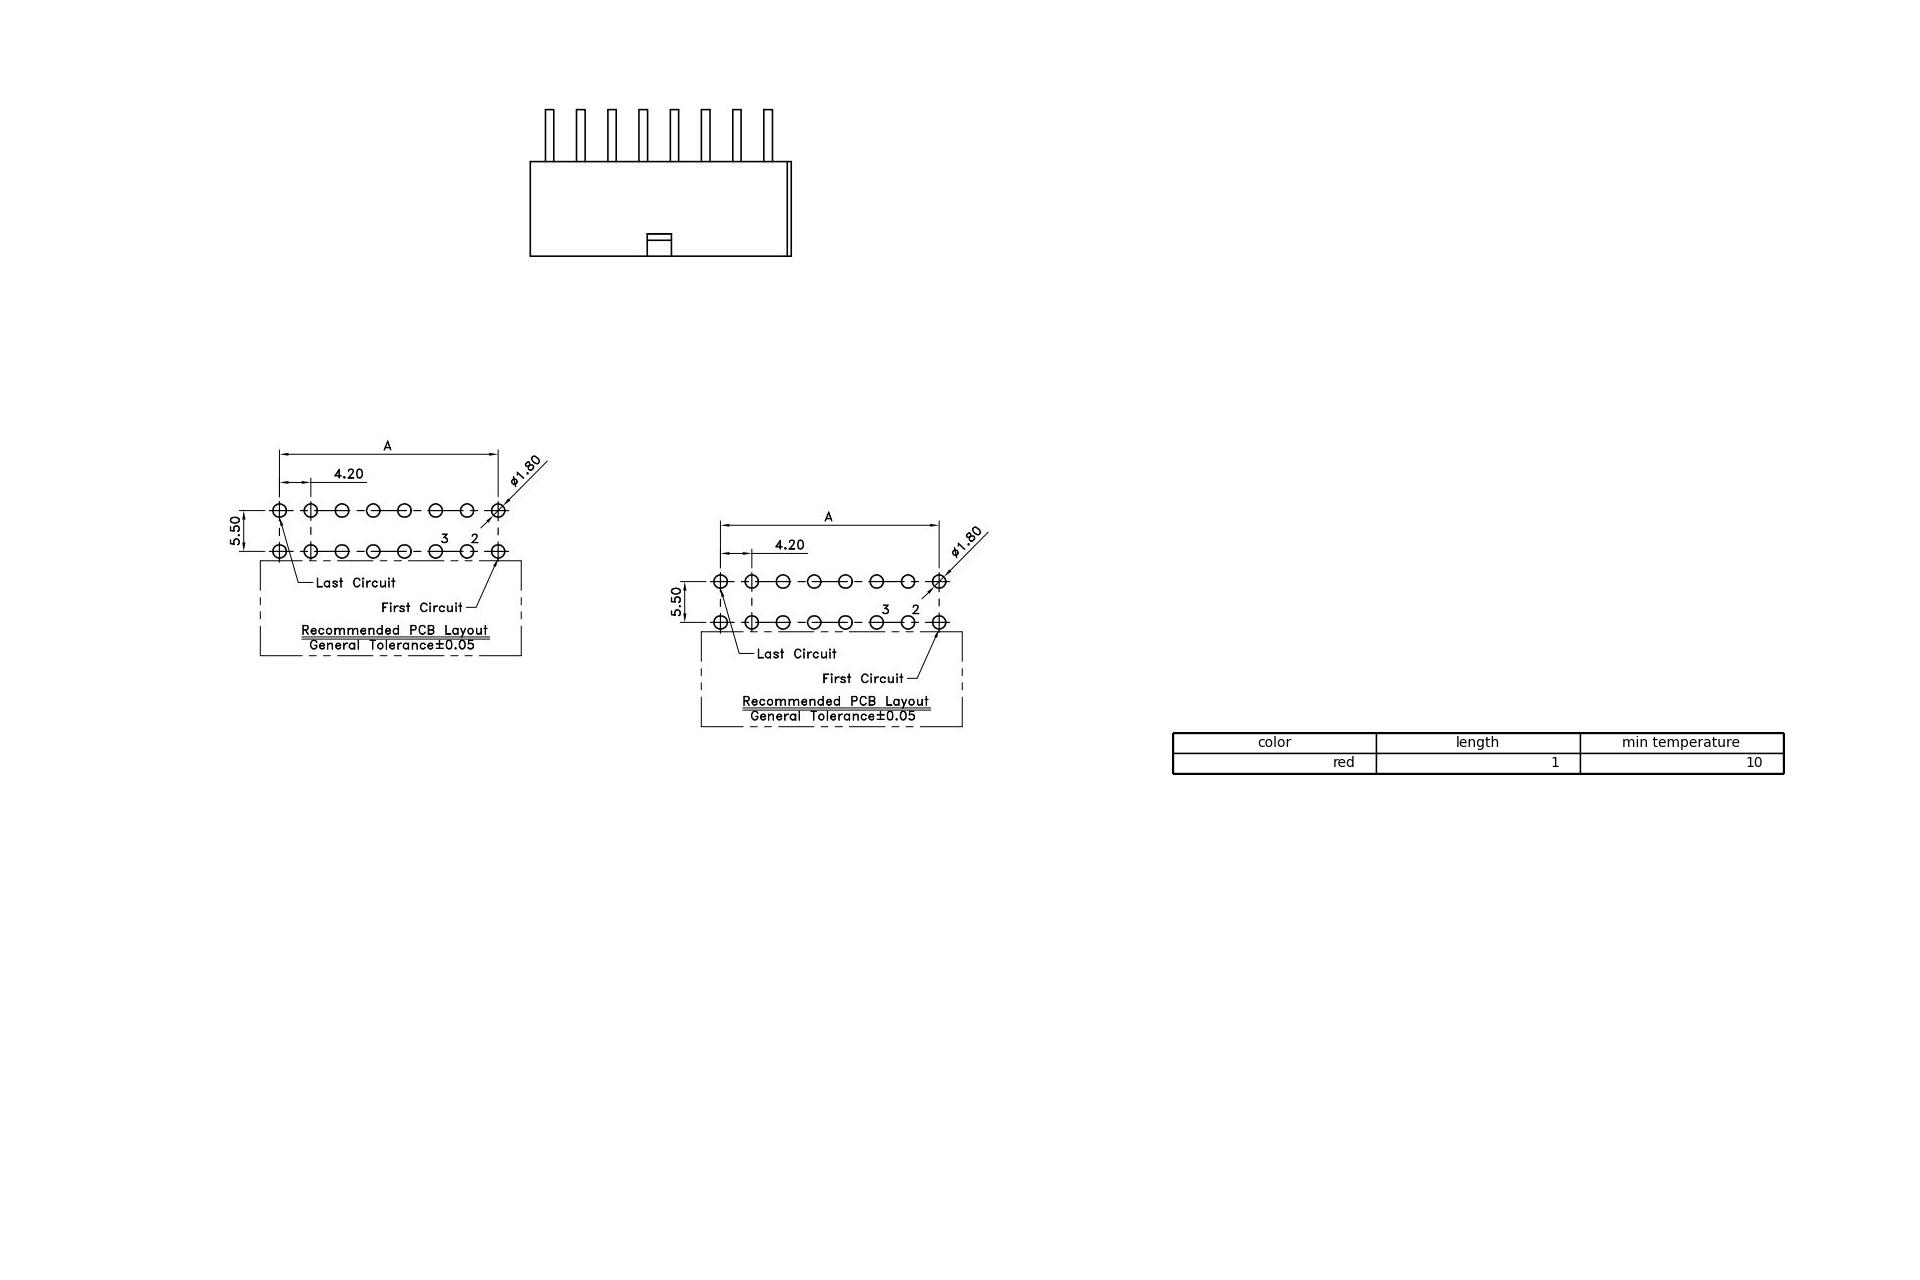 A
4.20
ø1.80
5.50
3 2
Last Circuit
First Circuit
Recommended PCB Layout
General Tolerance±0.05
A
4.20
ø1.80
5.50
3 2
Last Circuit
First Circuit
Recommended PCB Layout
General Tolerance±0.05
color length min temperature
red 1 10